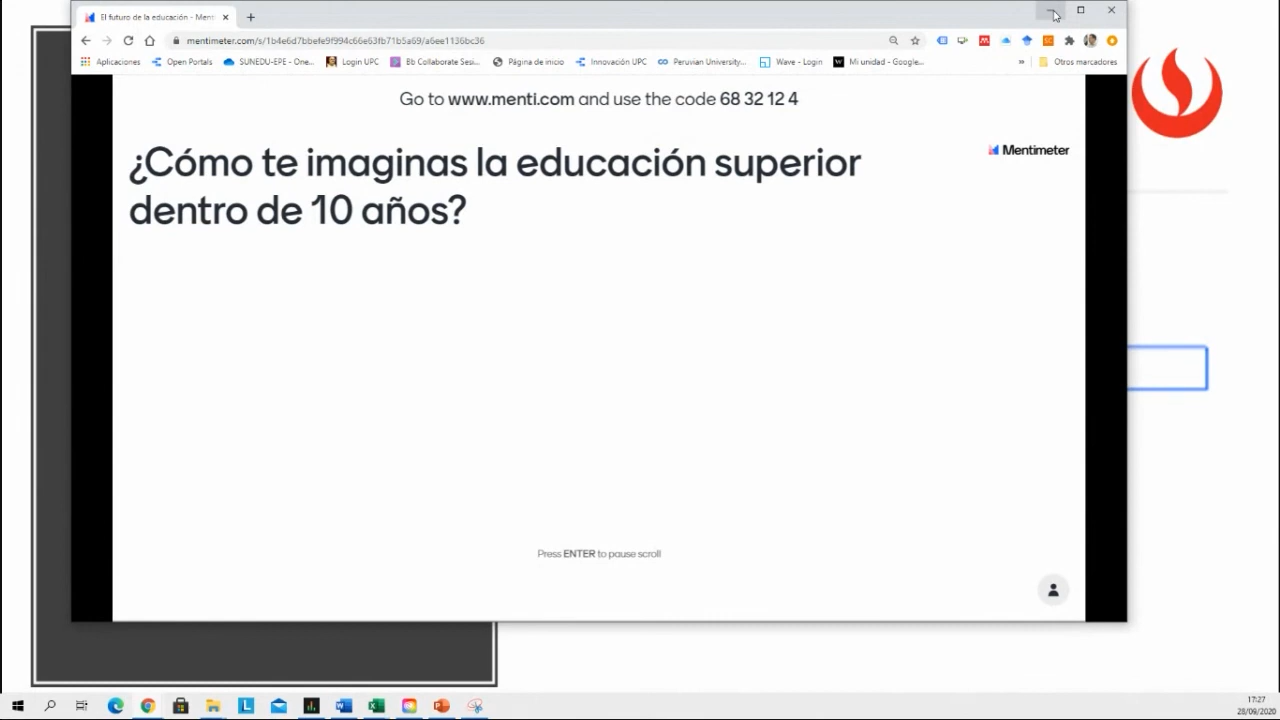 El futuro de la educación - Ment
mentimeter.com/s/1b4e6d7bbefe9f994c66e63fb71b5a69/a6ee1136bc36
Aplicaciones
Open Portals
SUNEDU-EPE - One...
Login UPC
Bb Collaborate Sesi...
Página de inicio
Innovación UPC
Peruvian University...
Wave - Login
Mi unidad - Google...
»
Otros marcadores
Go to www.menti.com and use the code 68 32 12 4
¿Cómo te imaginas la educación superior
dentro de 10 años?
Mentimeter
Press ENTER to pause scroll
17:27
28/09/2020